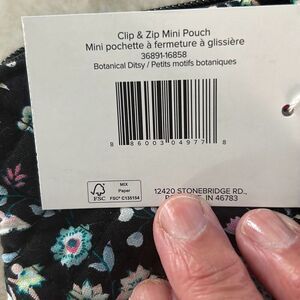 Clip & Zip Mini Pouch
Mini pochette à fermeture à glissière
36891-16858
Botanical Ditsy / Petits motifs botaniques
8 86003 04977 8
FSC
MIX
Paper
FSC® C135154
12420 STONEBRIDGE RD.,
IN 46783